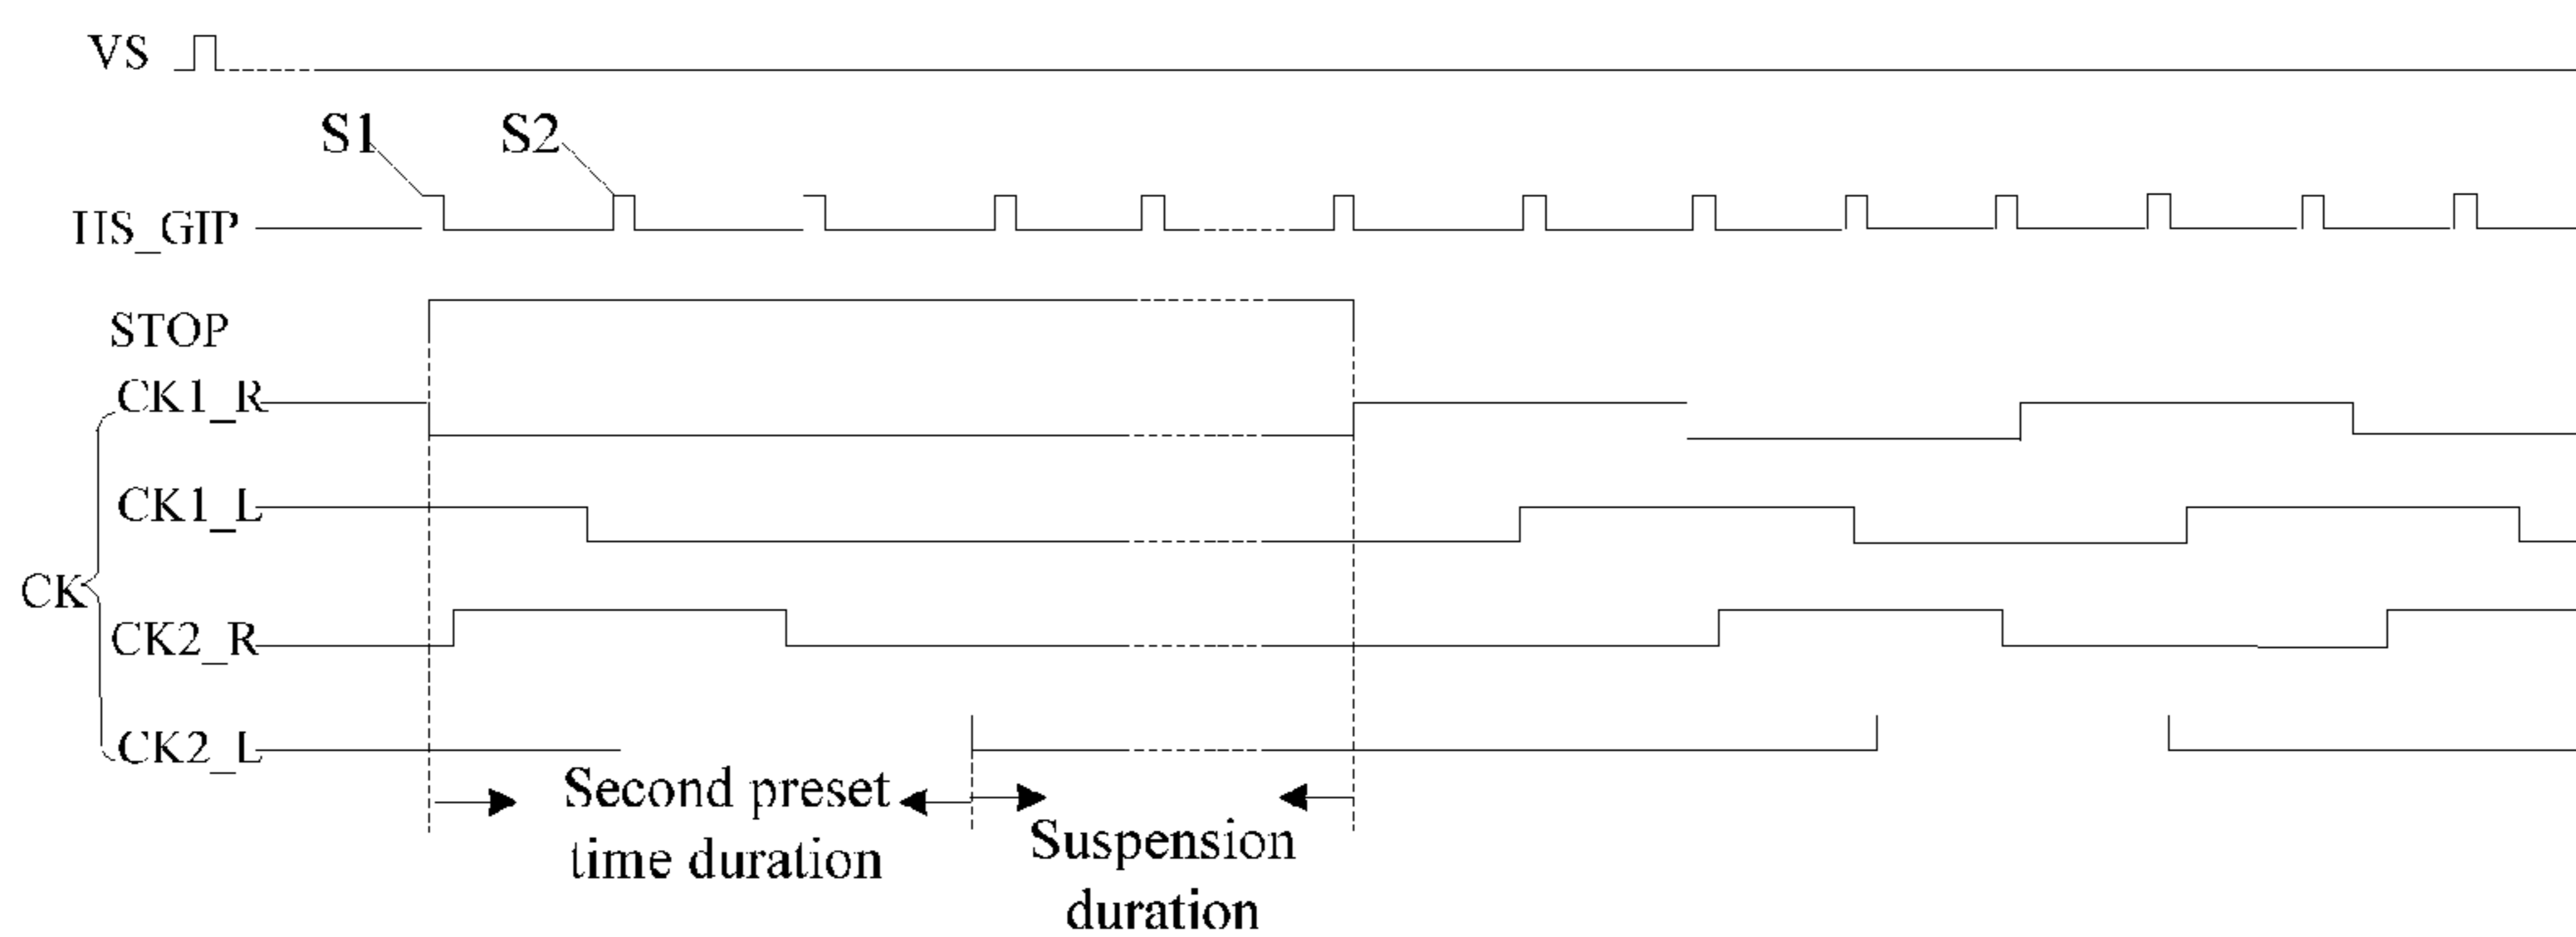 VS
S1 S2
HS_GIP
STOP
CK1_R
CK1_L
CK
CK2_R
CK2_L
Second preset
time duration
Suspension
duration